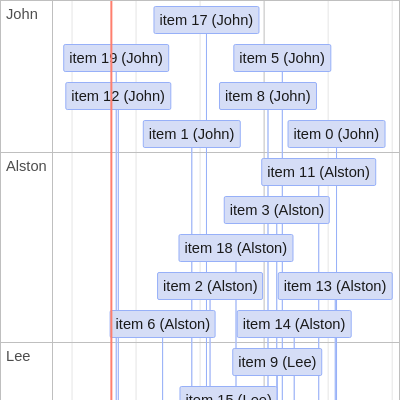 John
item 17 (John)
item 19 (John)
item 5 (John)
item 12 (John)
item 8 (John)
item 1 (John)
item 0 (John)
Alston
item 11 (Alston)
item 3 (Alston)
item 18 (Alston)
item 2 (Alston)
item 13 (Alston)
item 6 (Alston)
item 14 (Alston)
Lee
item 9 (Lee)
item 15 (Lee)